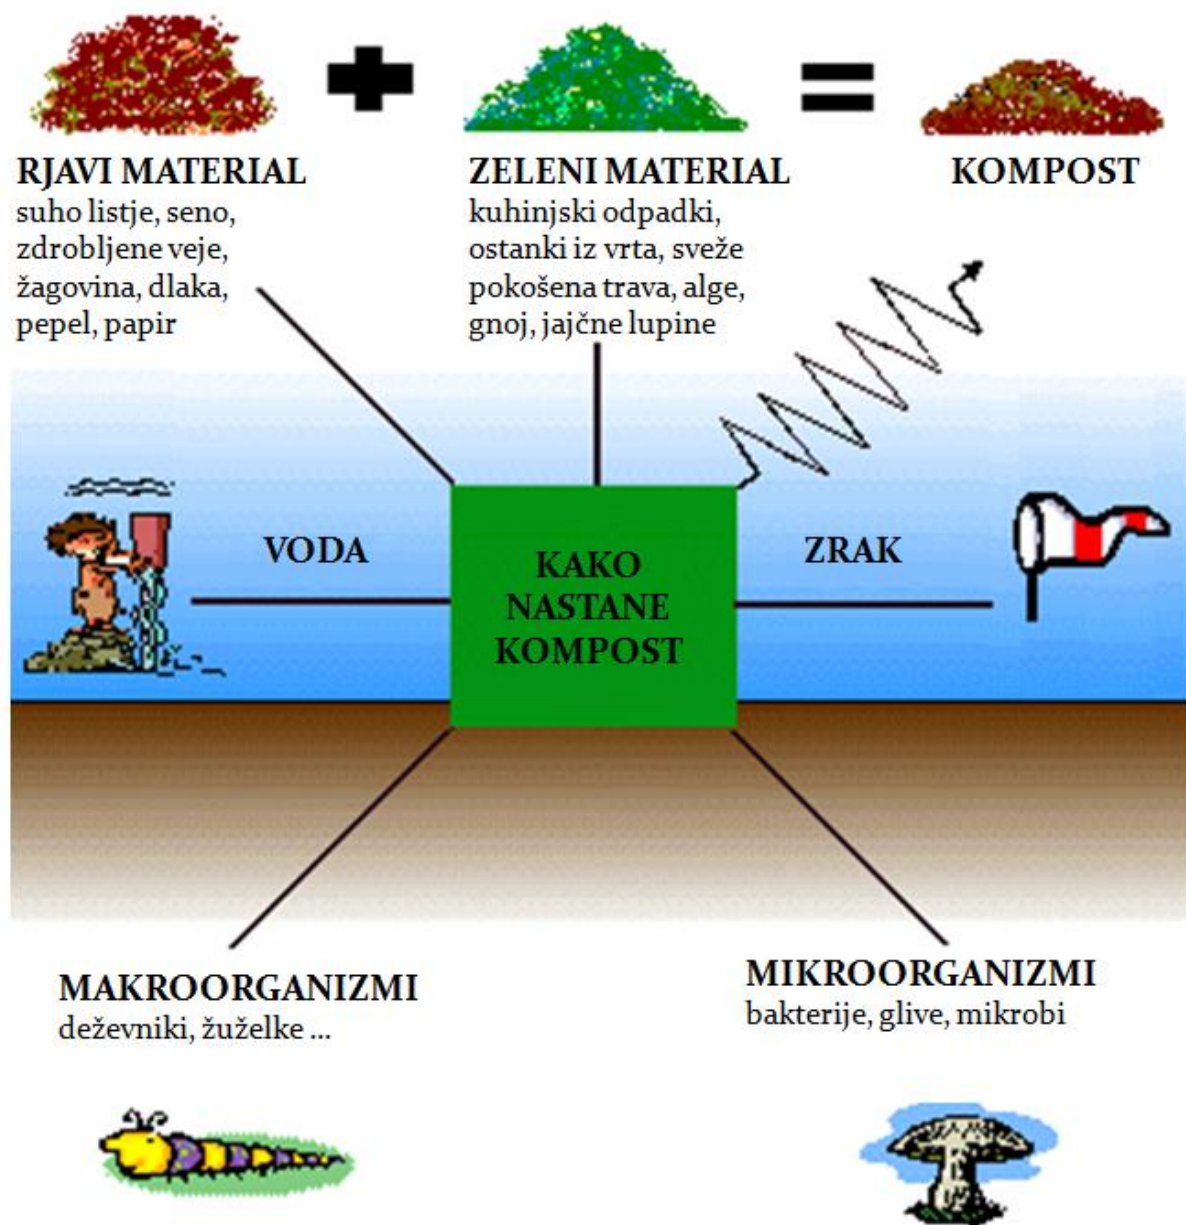 RJAVI MATERIAL
suho listje, seno,
zdrobljene veje,
žagovina, dlaka,
pepel, papir
ZELENI MATERIAL
kuhinjski odpadki,
ostanki iz vrta, sveže
pokošena trava, alge,
gnoj, jajčne lupine
KOMPOST
VODA
KAKO
NASTANE
KOMPOST
ZRAK
MAKROORGANIZMI
deževniki, žuželke ...
MIKROORGANIZMI
bakterije, glive, mikrobi